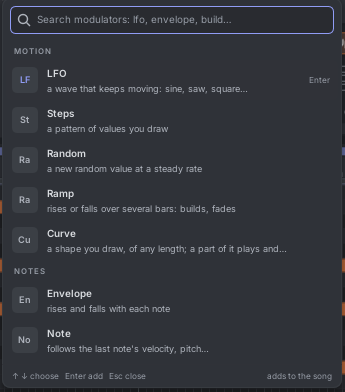 Search modulators: lfo, envelope, build...
MOTION
LF
LFO
a wave that keeps moving: sine, saw, square...
Enter
St
Steps
a pattern of values you draw
Ra
Random
a new random value at a steady rate
Ra
Ramp
rises or falls over several bars: builds, fades
Cu
Curve
a shape you draw, of any length; a part of it plays and...
NOTES
En
Envelope
rises and falls with each note
No
Note
follows the last note's velocity, pitch...
↑ ↓ choose Enter add Esc close adds to the song